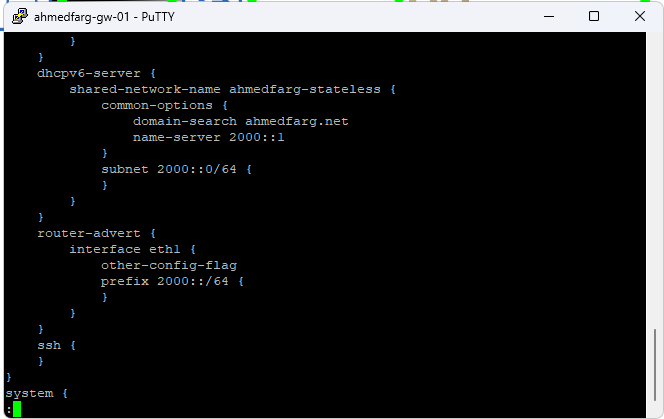 ahmedfarg-gw-01 - PuTTY
        }
    }
    dhcpv6-server {
        shared-network-name ahmedfarg-stateless {
            common-options {
                domain-search ahmedfarg.net
                name-server 2000::1
            }
            subnet 2000::0/64 {
            }
        }
    }
    router-advert {
        interface eth1 {
            other-config-flag
            prefix 2000::/64 {
            }
        }
    }
    ssh {
    }
}
system {
: